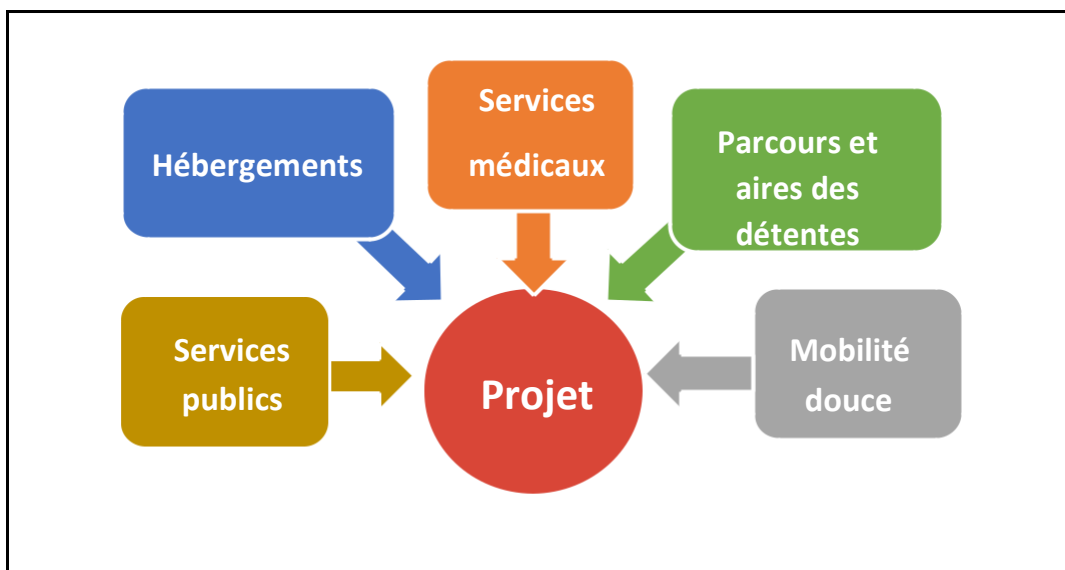 Hébergements
Services
médicaux
Parcours et
aires des
détentes
Services
publics
Projet
Mobilité
douce